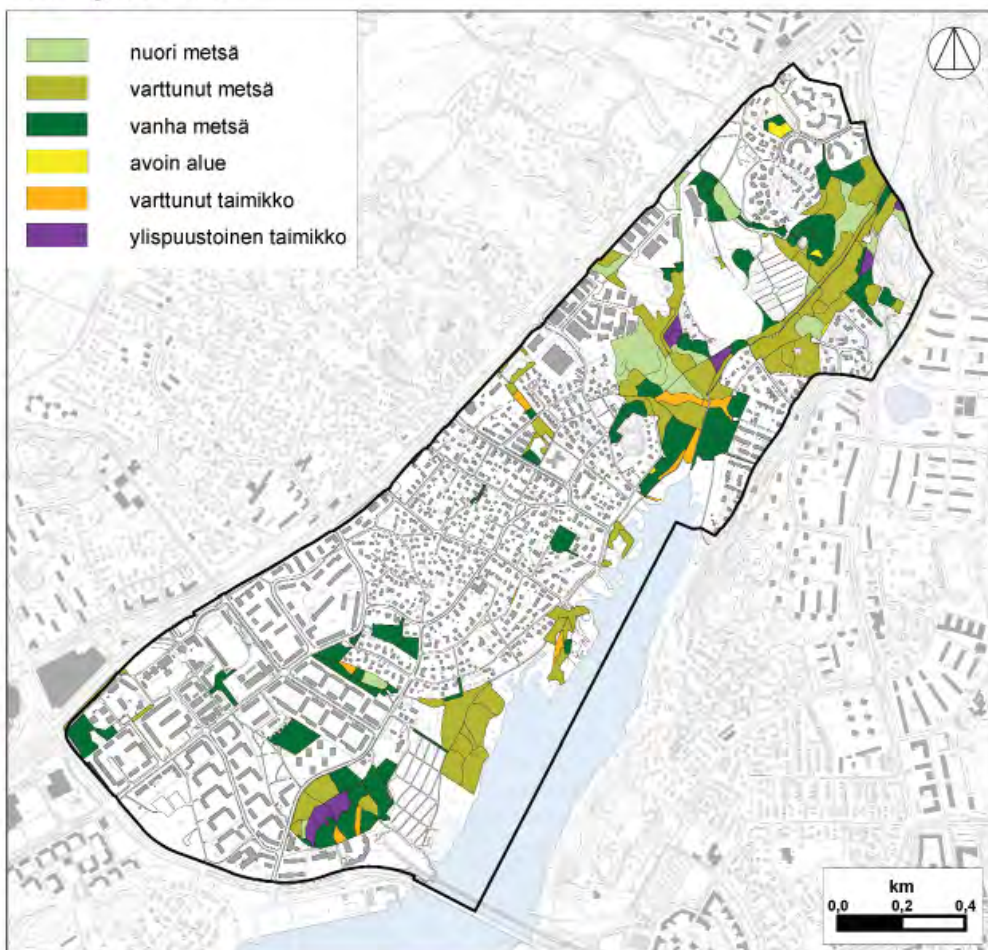 nuori metsä
varttunut metsä
vanha metsä
avoin alue
varttunut taimikko
ylispuustoinen taimikko
km
0,0 0,2 0,4